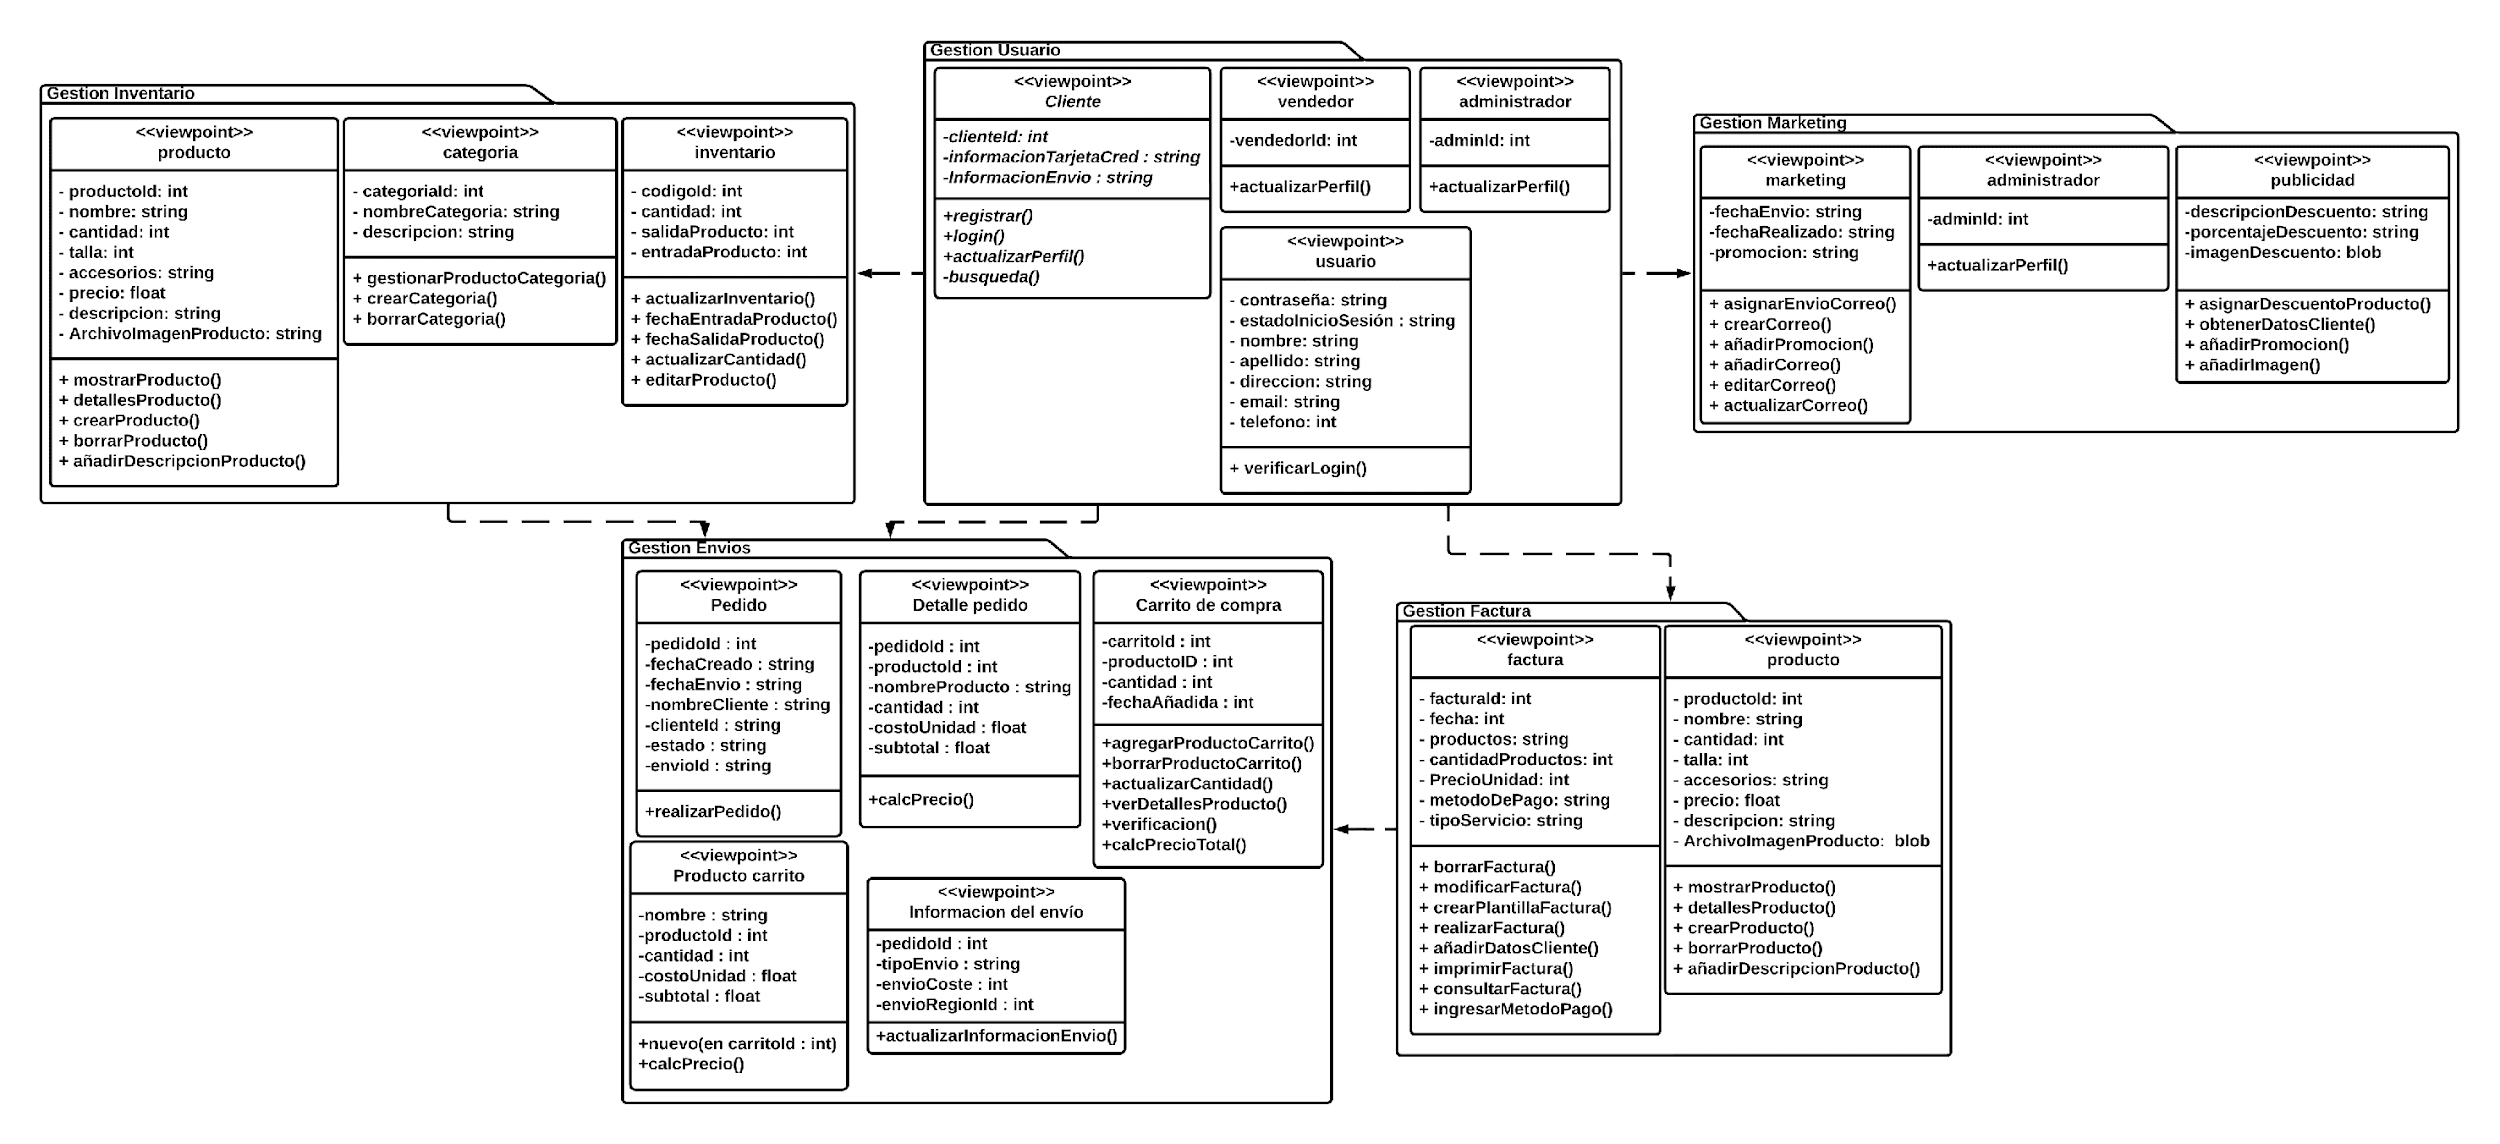 Gestion Inventario
<<viewpoint>>
producto
- productoId: int
- nombre: string
- cantidad: int
- talla: int
- accesorios: string
- precio: float
- descripcion: string
- ArchivoImagenProducto: string
+ mostrarProducto()
+ detallesProducto()
+ crearProducto()
+ borrarProducto()
+ añadirDescripcionProducto()
<<viewpoint>>
categoria
- categoriaId: int
- nombreCategoria: string
- descripcion: string
+ gestionarProductoCategoria()
+ crearCategoria()
+ borrarCategoria()
<<viewpoint>>
inventario
- codigoId: int
- cantidad: int
- salidaProducto: int
- entradaProducto: int
+ actualizarInventario()
+ fechaEntradaProducto()
+ fechaSalidaProducto()
+ actualizarCantidad()
+ editarProducto()
Gestion Usuario
<<viewpoint>>
Cliente
-clienteId: int
-informacionTarjetaCred : string
-InformacionEnvio : string
+registrar()
+login()
+actualizarPerfil()
-busqueda()
<<viewpoint>>
vendedor
-vendedorId: int
+actualizarPerfil()
<<viewpoint>>
administrador
-adminId: int
+actualizarPerfil()
<<viewpoint>>
usuario
- contraseña: string
- estadoInicioSesión : string
- nombre: string
- apellido: string
- direccion: string
- email: string
- telefono: int
+ verificarLogin()
Gestion Marketing
<<viewpoint>>
marketing
-fechaEnvio: string
-fechaRealizado: string
-promocion: string
+ asignarEnvioCorreo()
+ crearCorreo()
+ añadirPromocion()
+ añadirCorreo()
+ editarCorreo()
+ actualizarCorreo()
<<viewpoint>>
administrador
-adminId: int
+actualizarPerfil()
<<viewpoint>>
publicidad
-descripcionDescuento: string
-porcentajeDescuento: string
-imagenDescuento: blob
+ asignarDescuentoProducto()
+ obtenerDatosCliente()
+ añadirPromocion()
+ añadirImagen()
Gestion Envios
<<viewpoint>>
Pedido
-pedidoId : int
-fechaCreado : string
-fechaEnvio : string
-nombreCliente : string
-clienteId : string
-estado : string
-envioId : string
+realizarPedido()
<<viewpoint>>
Detalle pedido
-pedidoId : int
-productoId : int
-nombreProducto : string
-cantidad : int
-costoUnidad : float
-subtotal : float
+calcPrecio()
<<viewpoint>>
Carrito de compra
-carritoId : int
-productoID : int
-cantidad : int
-fechaAñadida : int
+agregarProductoCarrito()
+borrarProductoCarrito()
+actualizarCantidad()
+verDetallesProducto()
+verificacion()
+calcPrecioTotal()
<<viewpoint>>
Producto carrito
-nombre : string
-productoId : int
-cantidad : int
-costoUnidad : float
-subtotal : float
+nuevo(en carritoId : int)
+calcPrecio()
<<viewpoint>>
Informacion del envío
-pedidoId : int
-tipoEnvio : string
-envioCoste : int
-envioRegionId : int
+actualizarInformacionEnvio()
Gestion Factura
<<viewpoint>>
factura
- facturaId: int
- fecha: int
- productos: string
- cantidadProductos: int
- PrecioUnidad: int
- metodoDePago: string
- tipoServicio: string
+ borrarFactura()
+ modificarFactura()
+ crearPlantillaFactura()
+ realizarFactura()
+ añadirDatosCliente()
+ imprimirFactura()
+ consultarFactura()
+ ingresarMetodoPago()
<<viewpoint>>
producto
- productoId: int
- nombre: string
- cantidad: int
- talla: int
- accesorios: string
- precio: float
- descripcion: string
- ArchivoImagenProducto: blob
+ mostrarProducto()
+ detallesProducto()
+ crearProducto()
+ borrarProducto()
+ añadirDescripcionProducto()